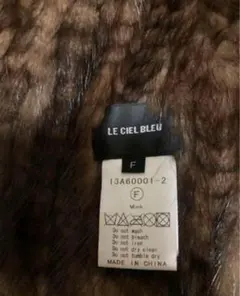 LE CIEL BLEU
F
13A60001-2
F
Mink
Do not wash
Do not bleach
Do not iron
Do not dry clean
Do not tumble dry
MADE IN CHINA